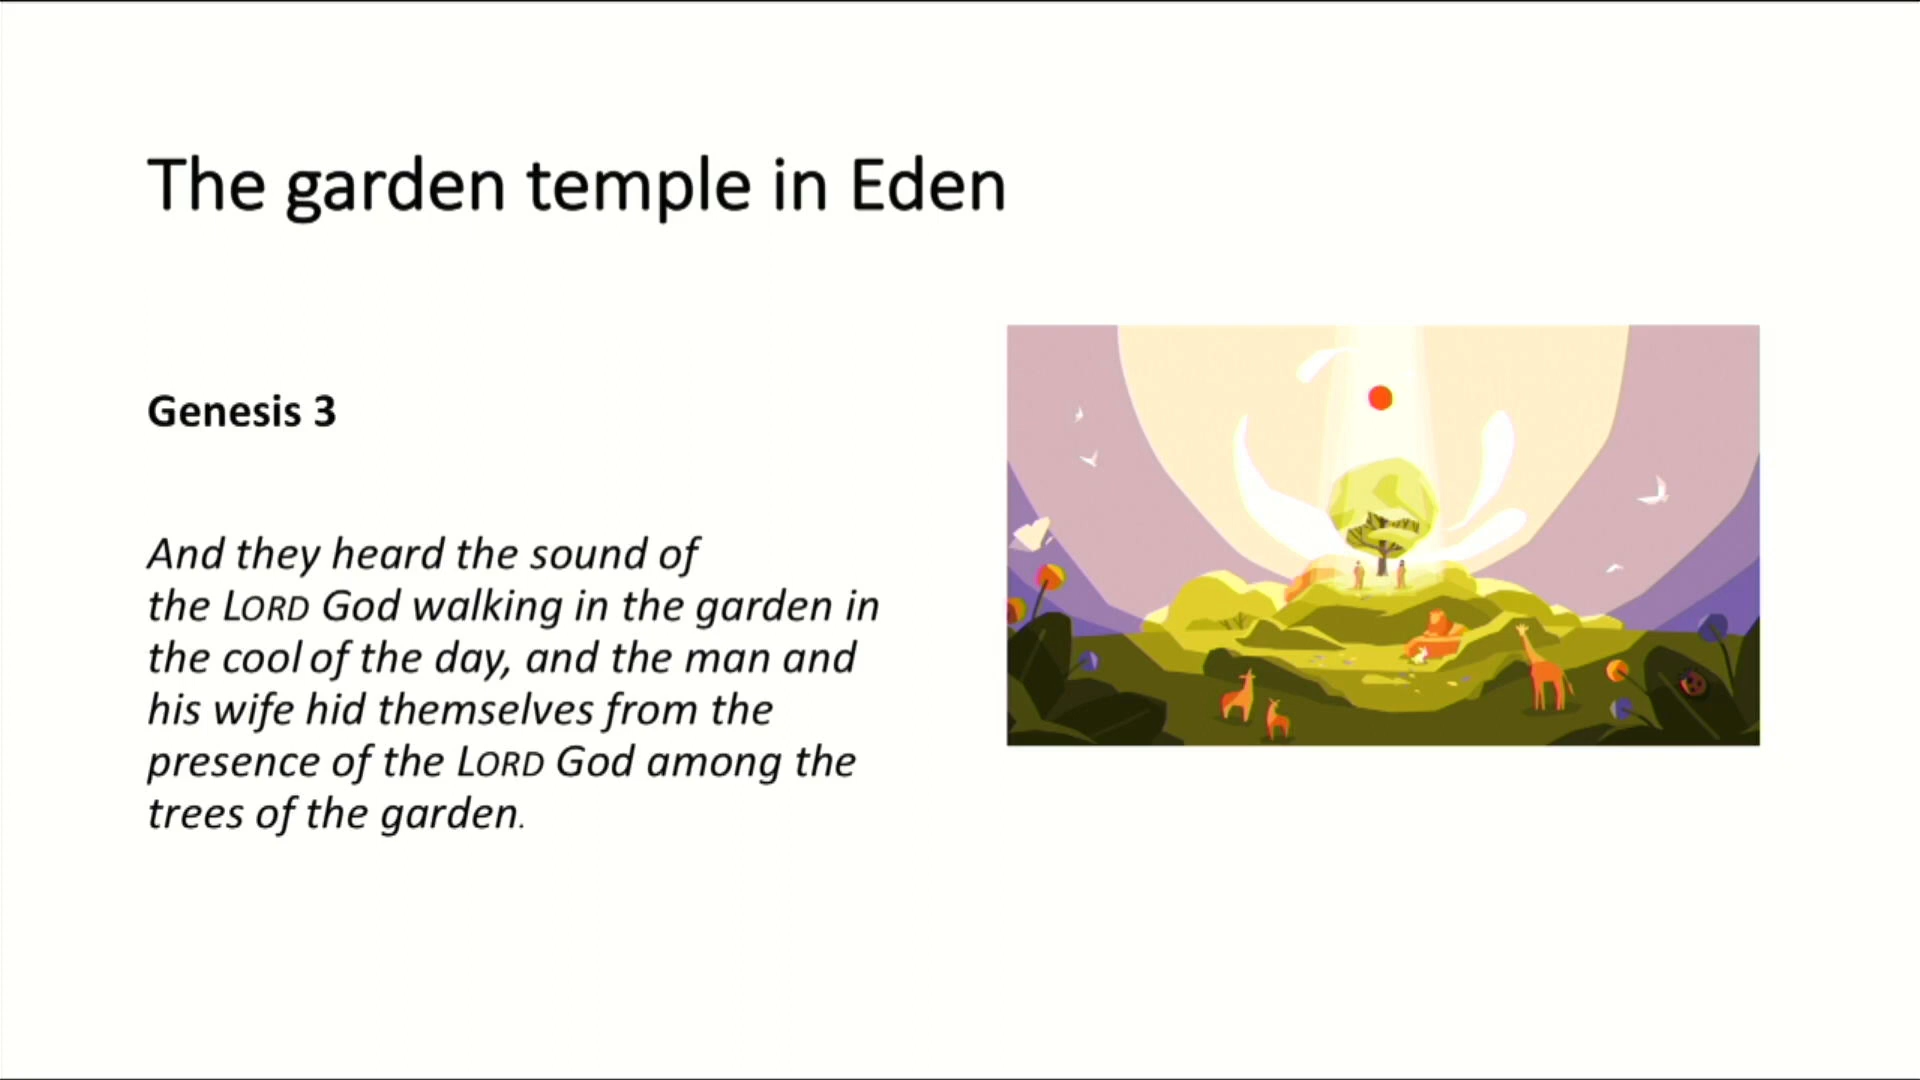 The garden temple in Eden
Genesis 3
And they heard the sound of
the LORD God walking in the garden in
the cool of the day, and the man and
his wife hid themselves from the
presence of the LORD God among the
trees of the garden.